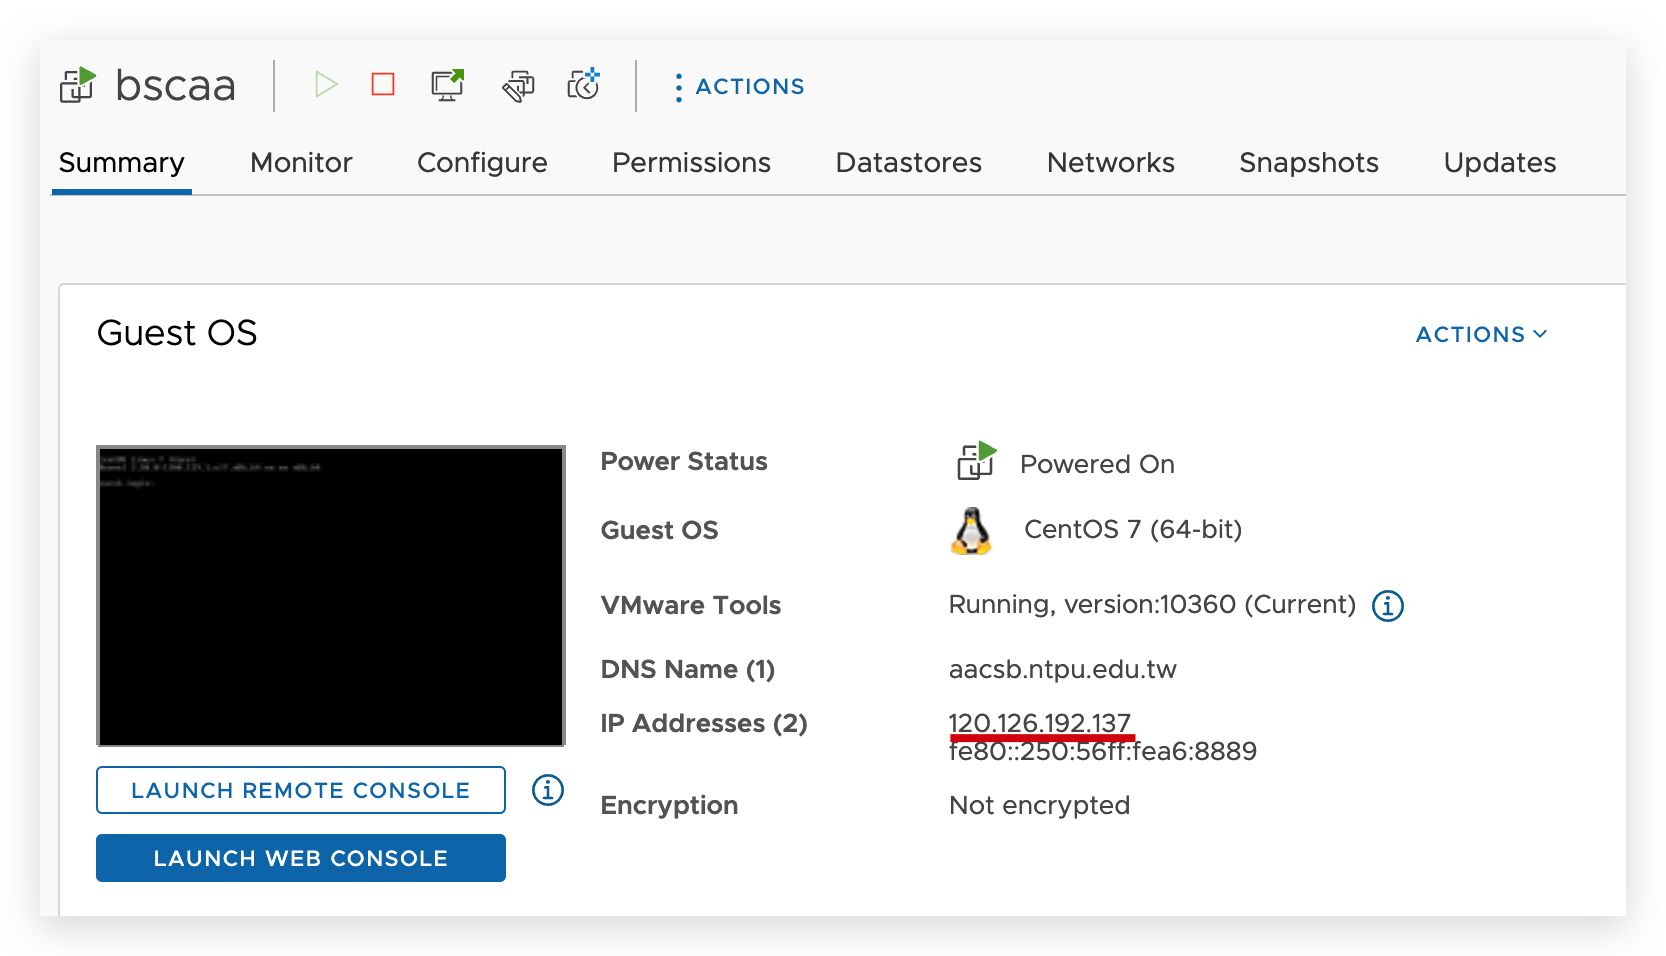 bscaa
ACTIONS
Summary Monitor Configure Permissions Datastores Networks Snapshots Updates
Guest OS
ACTIONS
Power Status Powered On
Guest OS CentOS 7 (64-bit)
VMware Tools Running, version:10360 (Current)
DNS Name (1) aacsb.ntpu.edu.tw
IP Addresses (2) 120.126.192.137
fe80::250:56ff:fea6:8889
Encryption Not encrypted
LAUNCH REMOTE CONSOLE
LAUNCH WEB CONSOLE